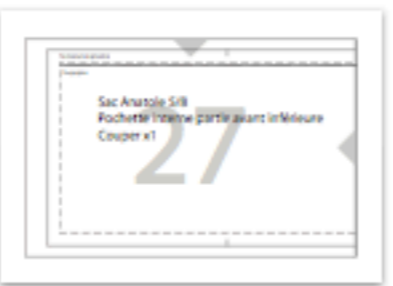 Sac Anatole S/B
Pochette interne partie avant inférieure
Couper x1
27